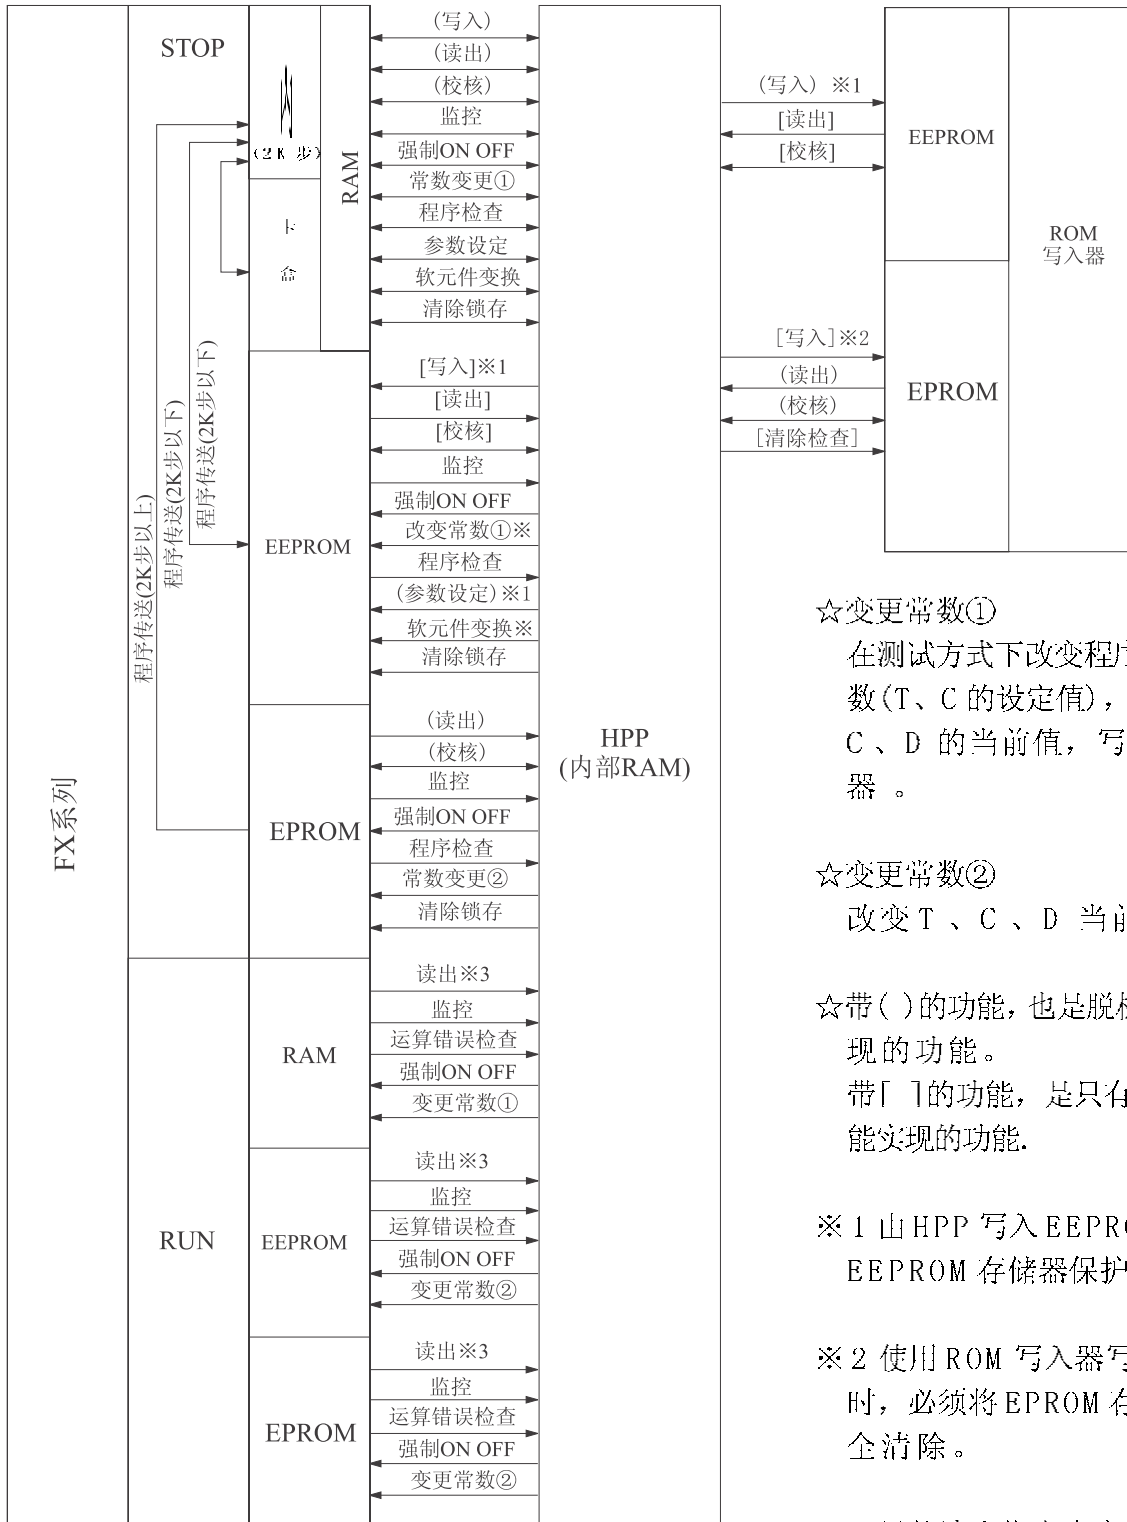 FX系列
STOP
(2K 步)
卡
盒
RAM
程序传送(2K步以上)
程序传送(2K步以下)
程序传送(2K步以下)
(写入)
(读出)
(校核)
监控
强制ON OFF
常数变更①
程序检查
参数设定
软元件变换
清除锁存
EEPROM
[写入]※1
[读出]
[校核]
监控
强制ON OFF
改变常数①※
程序检查
(参数设定)※1
软元件变换※
清除锁存
EPROM
(读出)
(校核)
监控
强制ON OFF
程序检查
常数变更②
清除锁存
RUN
RAM
读出※3
监控
运算错误检查
强制ON OFF
变更常数①
EEPROM
读出※3
监控
运算错误检查
强制ON OFF
变更常数②
EPROM
读出※3
监控
运算错误检查
强制ON OFF
变更常数②
HPP
(内部RAM)
(写入) ※1
[读出]
[校核]
EEPROM
[写入]※2
(读出)
(校核)
[清除检查]
EPROM
ROM
写入器
☆变更常数①
在测试方式下改变程序
数(T、C 的设定值),
C 、D 的当前值, 写
器 。
☆变更常数②
改变T 、C 、D 当前
☆带( )的功能, 也是脱机
现的功能。
带[ ]的功能, 是只有
能实现的功能.
※1 由HPP 写入EEPRO
EEPROM 存储器保护
※2 使用ROM 写入器写
时, 必须将EPROM 存
全清除。